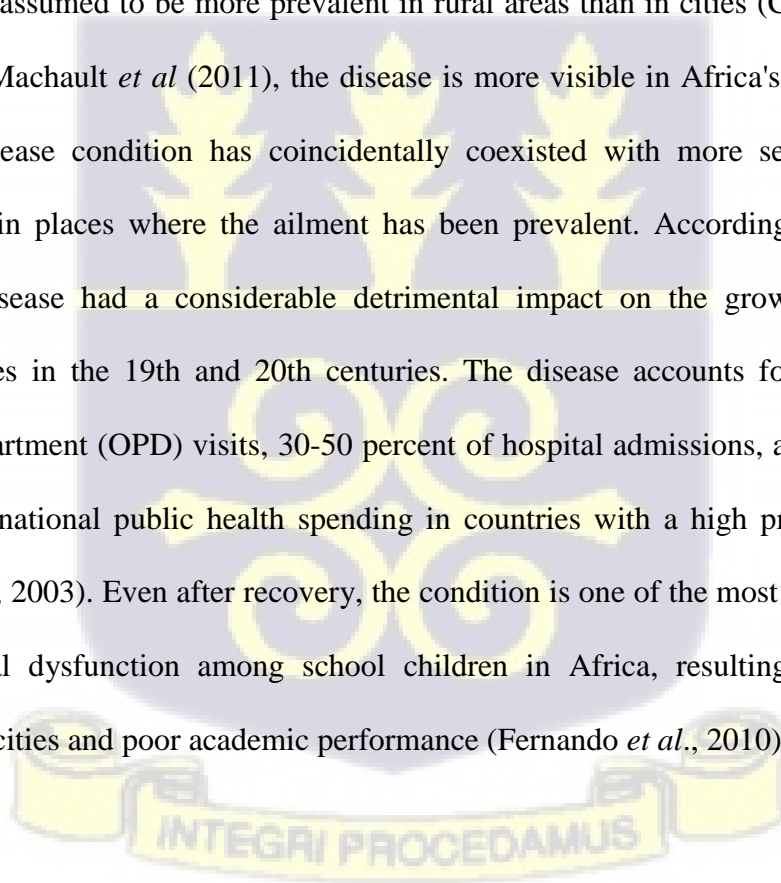 assumed to be more prevalent in rural areas than in cities (
Machault et al (2011), the disease is more visible in Africa's
ease condition has coincidentally coexisted with more se
in places where the ailment has been prevalent. According
sease had a considerable detrimental impact on the grow
es in the 19th and 20th centuries. The disease accounts fo
artment (OPD) visits, 30-50 percent of hospital admissions, a
national public health spending in countries with a high pr
, 2003). Even after recovery, the condition is one of the most
al dysfunction among school children in Africa, resulting
cities and poor academic performance (Fernando et al., 2010)
INTEGRI PROCEDAMUS